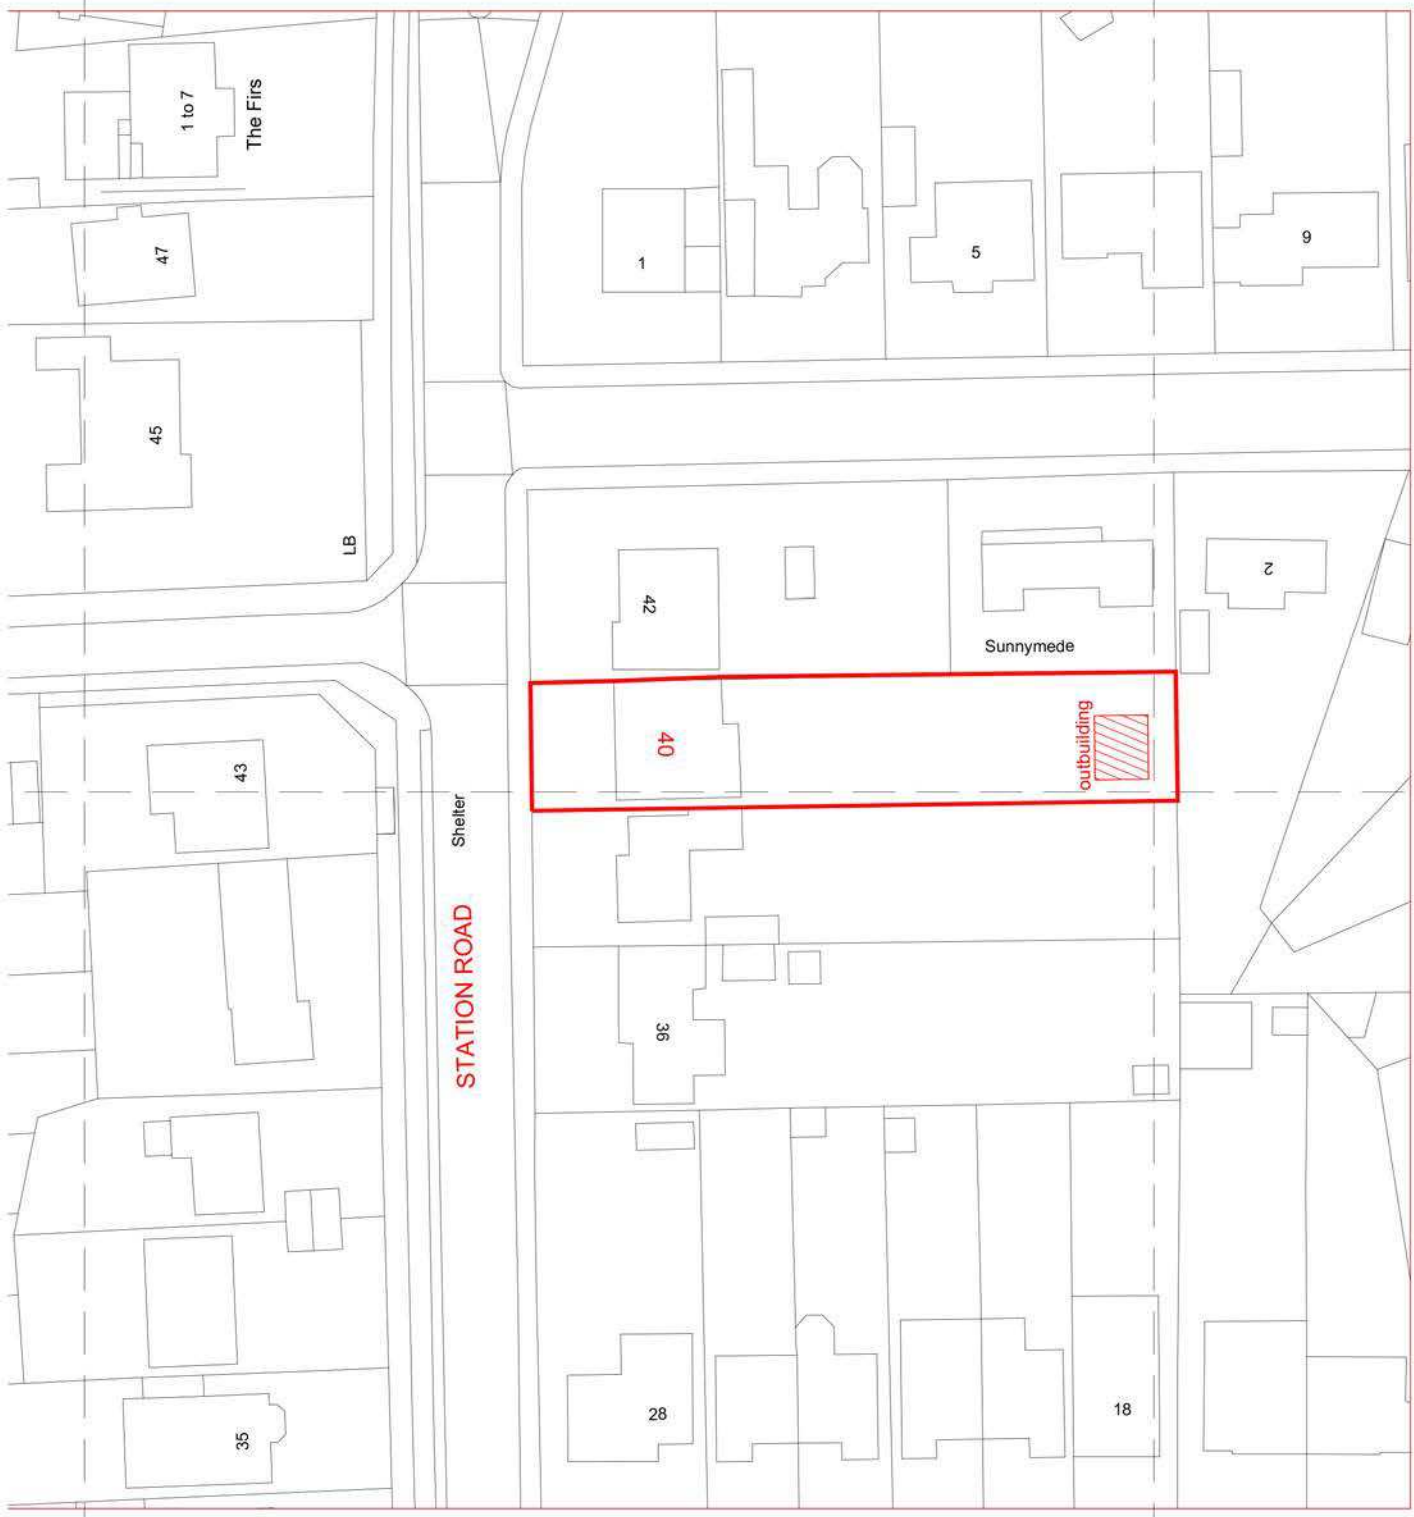 1 to 7
The Firs
47
1
5
9
45
LB
42
2
Sunnymede
40
outbuilding
43
Shelter
STATION ROAD
36
28
18
35